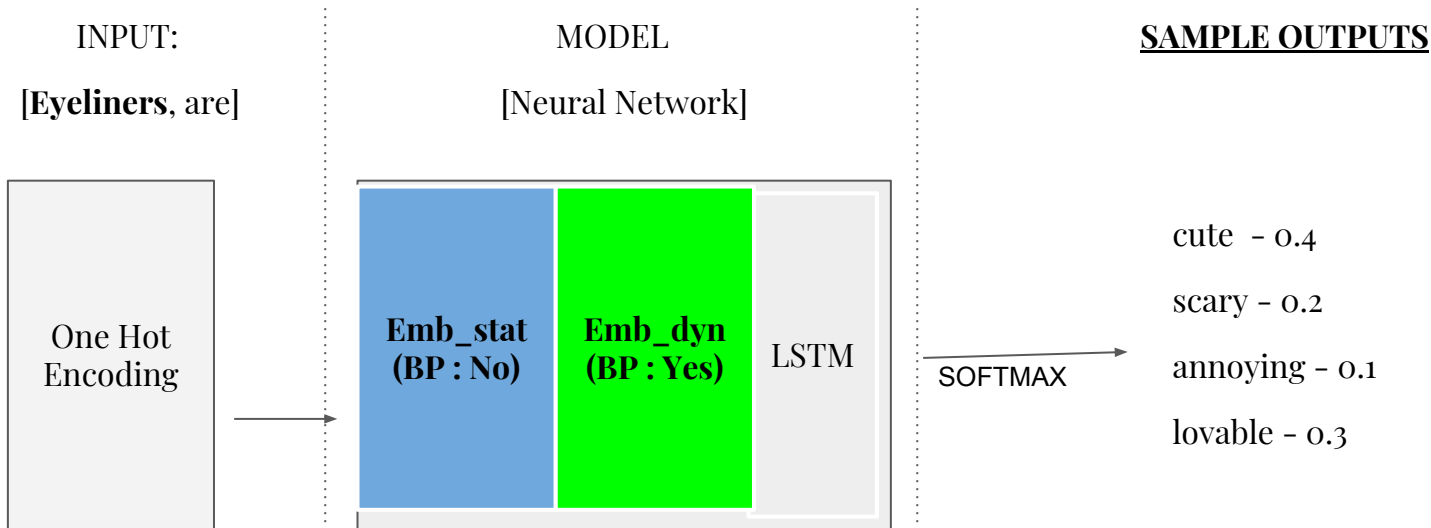 INPUT:
[Eyeliners, are]
MODEL
[Neural Network]
SAMPLE OUTPUTS
One Hot
Encoding
Emb_stat
(BP : No)
Emb_dyn
(BP : Yes)
LSTM
SOFTMAX
cute - 0.4
scary - 0.2
annoying - 0.1
lovable - 0.3